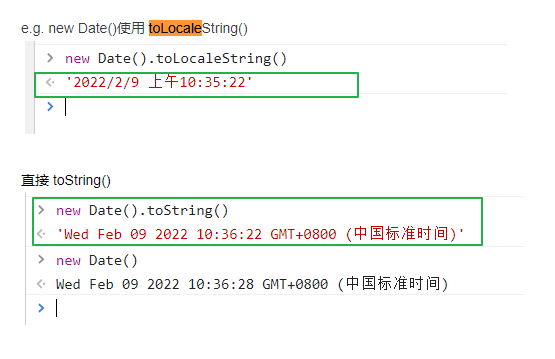 e.g. new Date()使用 toLocaleString()
> new Date().toLocaleString()
'2022/2/9 上午10:35:22'
>
直接 toString()
> new Date().toString()
'Wed Feb 09 2022 10:36:22 GMT+0800 (中国标准时间)'
> new Date()
Wed Feb 09 2022 10:36:28 GMT+0800 (中国标准时间)
>